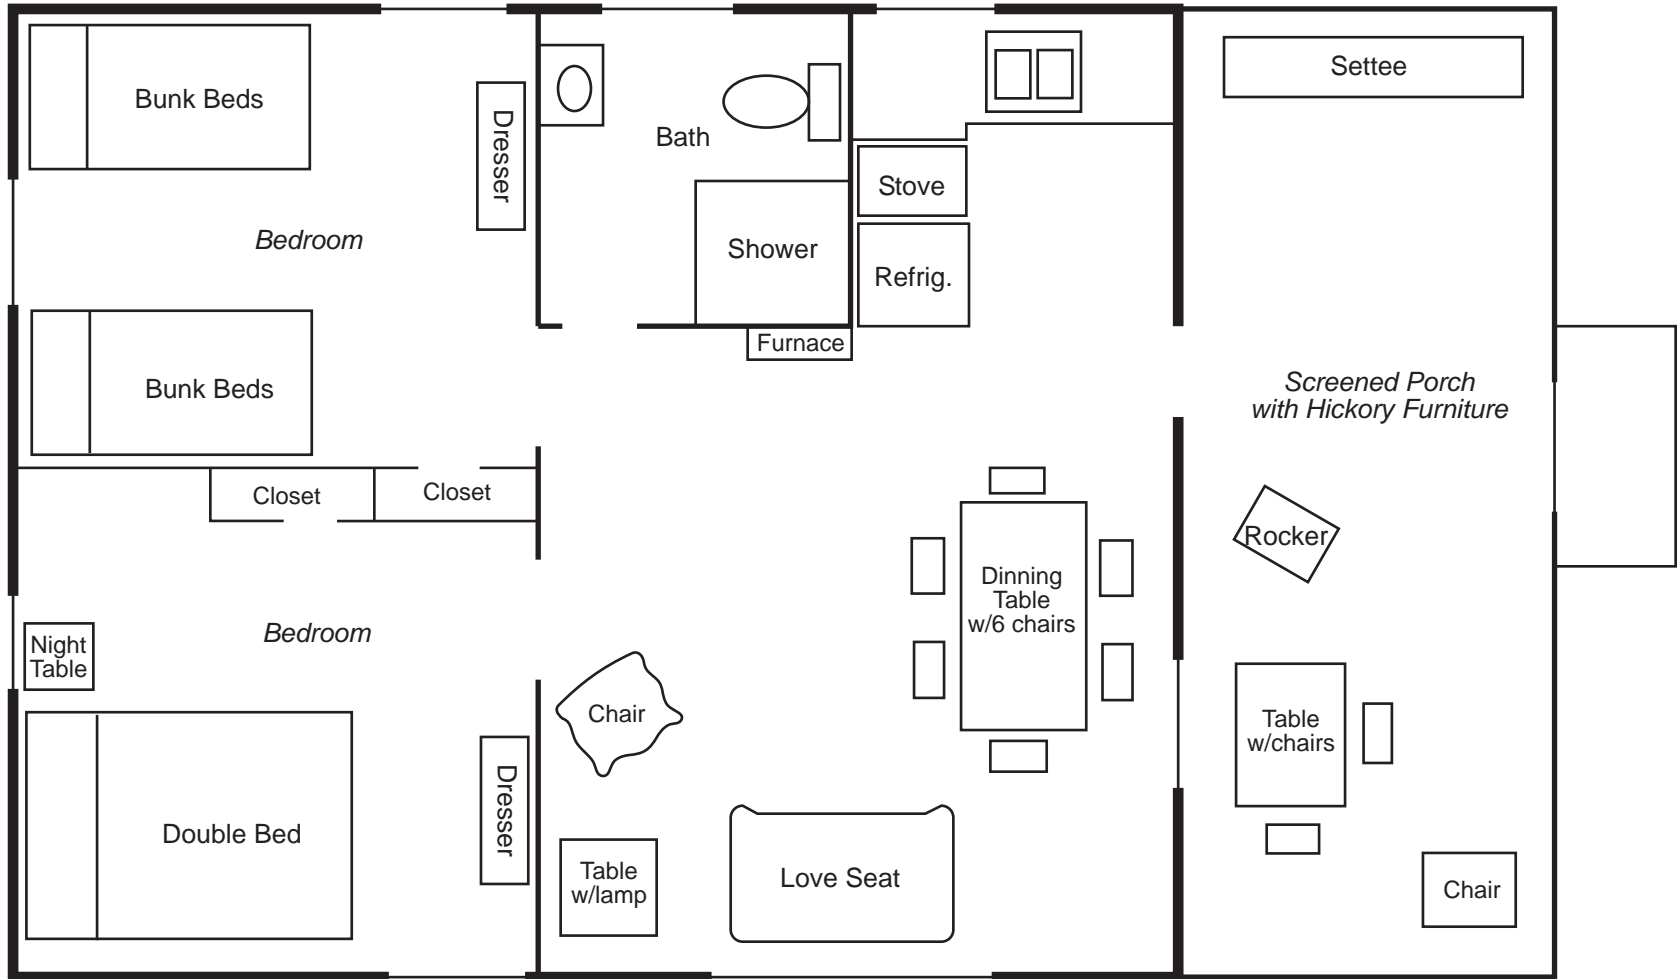 Bunk Beds
Dresser
Bath
Settee
Stove
Shower
Bedroom
Refrig.
Furnace
Bunk Beds
Screened Porch
with Hickory Furniture
Closet
Closet
Rocker
Dinning
Table
w/6 chairs
Bedroom
Night
Table
Chair
Table
w/chairs
Dresser
Double Bed
Table
w/lamp
Love Seat
Chair